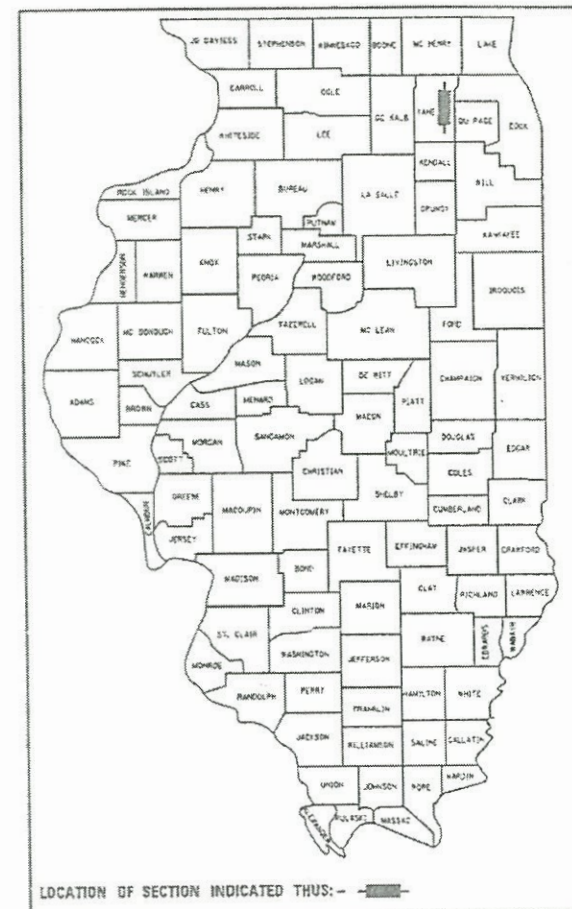 JO DAVIESS STEPHENSON WINNEBAGO BOONE MC HENRY LAKE
CARROLL OGLE DE KALB KANE DU PAGE COOK
WHITESIDE LEE
KENDALL WILL
ROCK ISLAND HENRY BUREAU LA SALLE GRUNDY
MERCER PUTNAM KANKAKEE
HENDERSON WARREN KNOX STARK MARSHALL LIVINGSTON
PEORIA WOODFORD IROQUOIS
HANCOCK MC DONOUGH FULTON TAZEWELL MC LEAN FORD
SCHUYLER MASON LOGAN DE WITT CHAMPAIGN VERMILION
ADAMS BROWN CASS MENARD MACON PIATT
MORGAN SANGAMON DOUGLAS
PIKE SCOTT CHRISTIAN MOULTRIE COLES EDGAR
GREENE MACOUPIN MONTGOMERY SHELBY CUMBERLAND CLARK
CALHOUN JERSEY
FAYETTE EFFINGHAM JASPER CRAWFORD
MADISON BOND
CLINTON MARION CLAY RICHLAND LAWRENCE
ST. CLAIR WAYNE EDWARDS WABASH
MONROE WASHINGTON JEFFERSON
RANDOLPH PERRY HAMILTON WHITE
FRANKLIN
JACKSON WILLIAMSON SALINE GALLATIN
UNION JOHNSON POPE HARDIN
ALEXANDER PULASKI MASSAC
LOCATION OF SECTION INDICATED THUS:- -